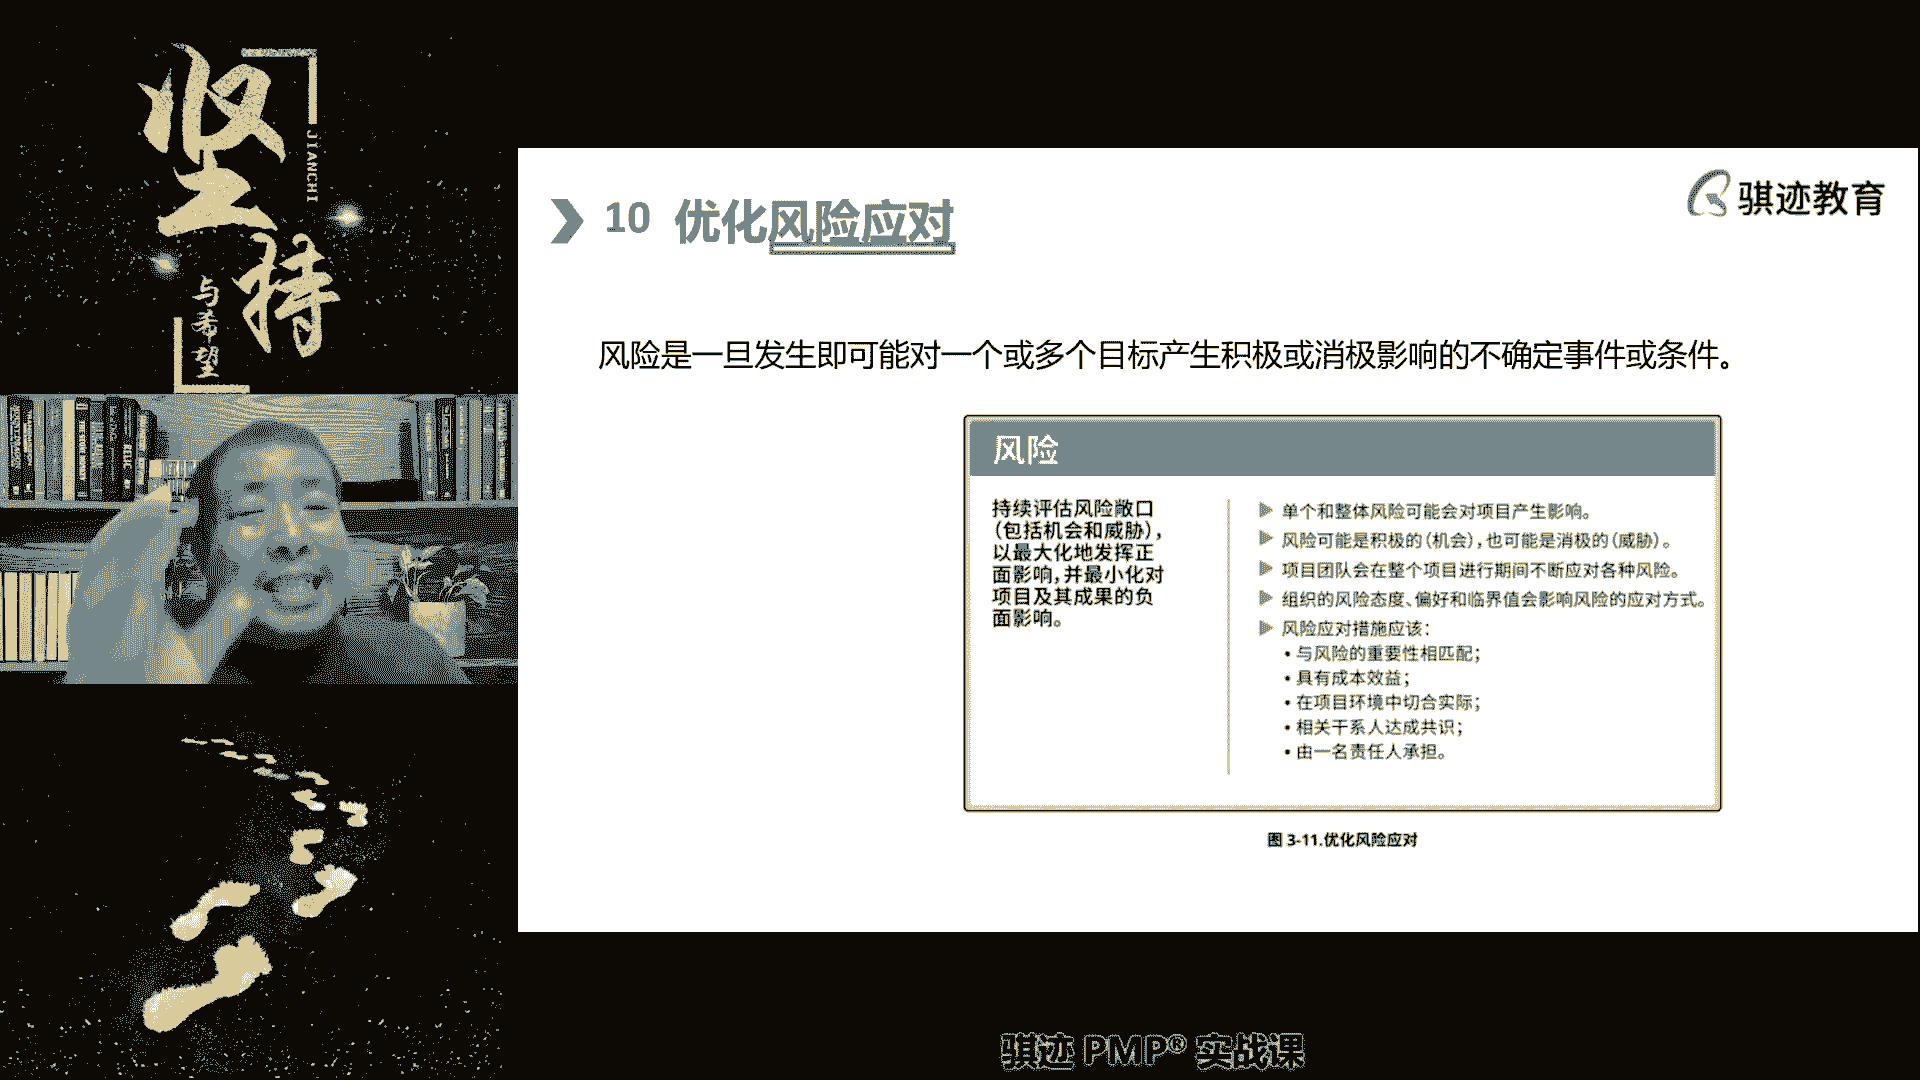 坚持
JIANCHI
与希望
骐迹教育
10 优化风险应对
风险是一旦发生即可能对一个或多个目标产生积极或消极影响的不确定事件或条件。
风险
持续评估风险敞口
（包括机会和威胁），
以最大化地发挥正
面影响，并最小化对
项目及其成果的负
面影响。
单个和整体风险可能会对项目产生影响。
风险可能是积极的（机会），也可能是消极的（威胁）。
项目团队会在整个项目进行期间不断应对各种风险。
组织的风险态度、偏好和临界值会影响风险的应对方式。
风险应对措施应该：
• 与风险的重要性相匹配；
• 具有成本效益；
• 在项目环境中切合实际；
• 相关干系人达成共识；
• 由一名责任人承担。
图 3-11.优化风险应对
骐迹 PMP® 实战课